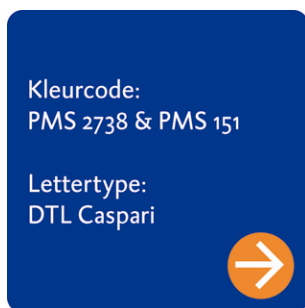 Kleurcode:
PMS 2738 & PMS 151
Lettertype:
DTL Caspari